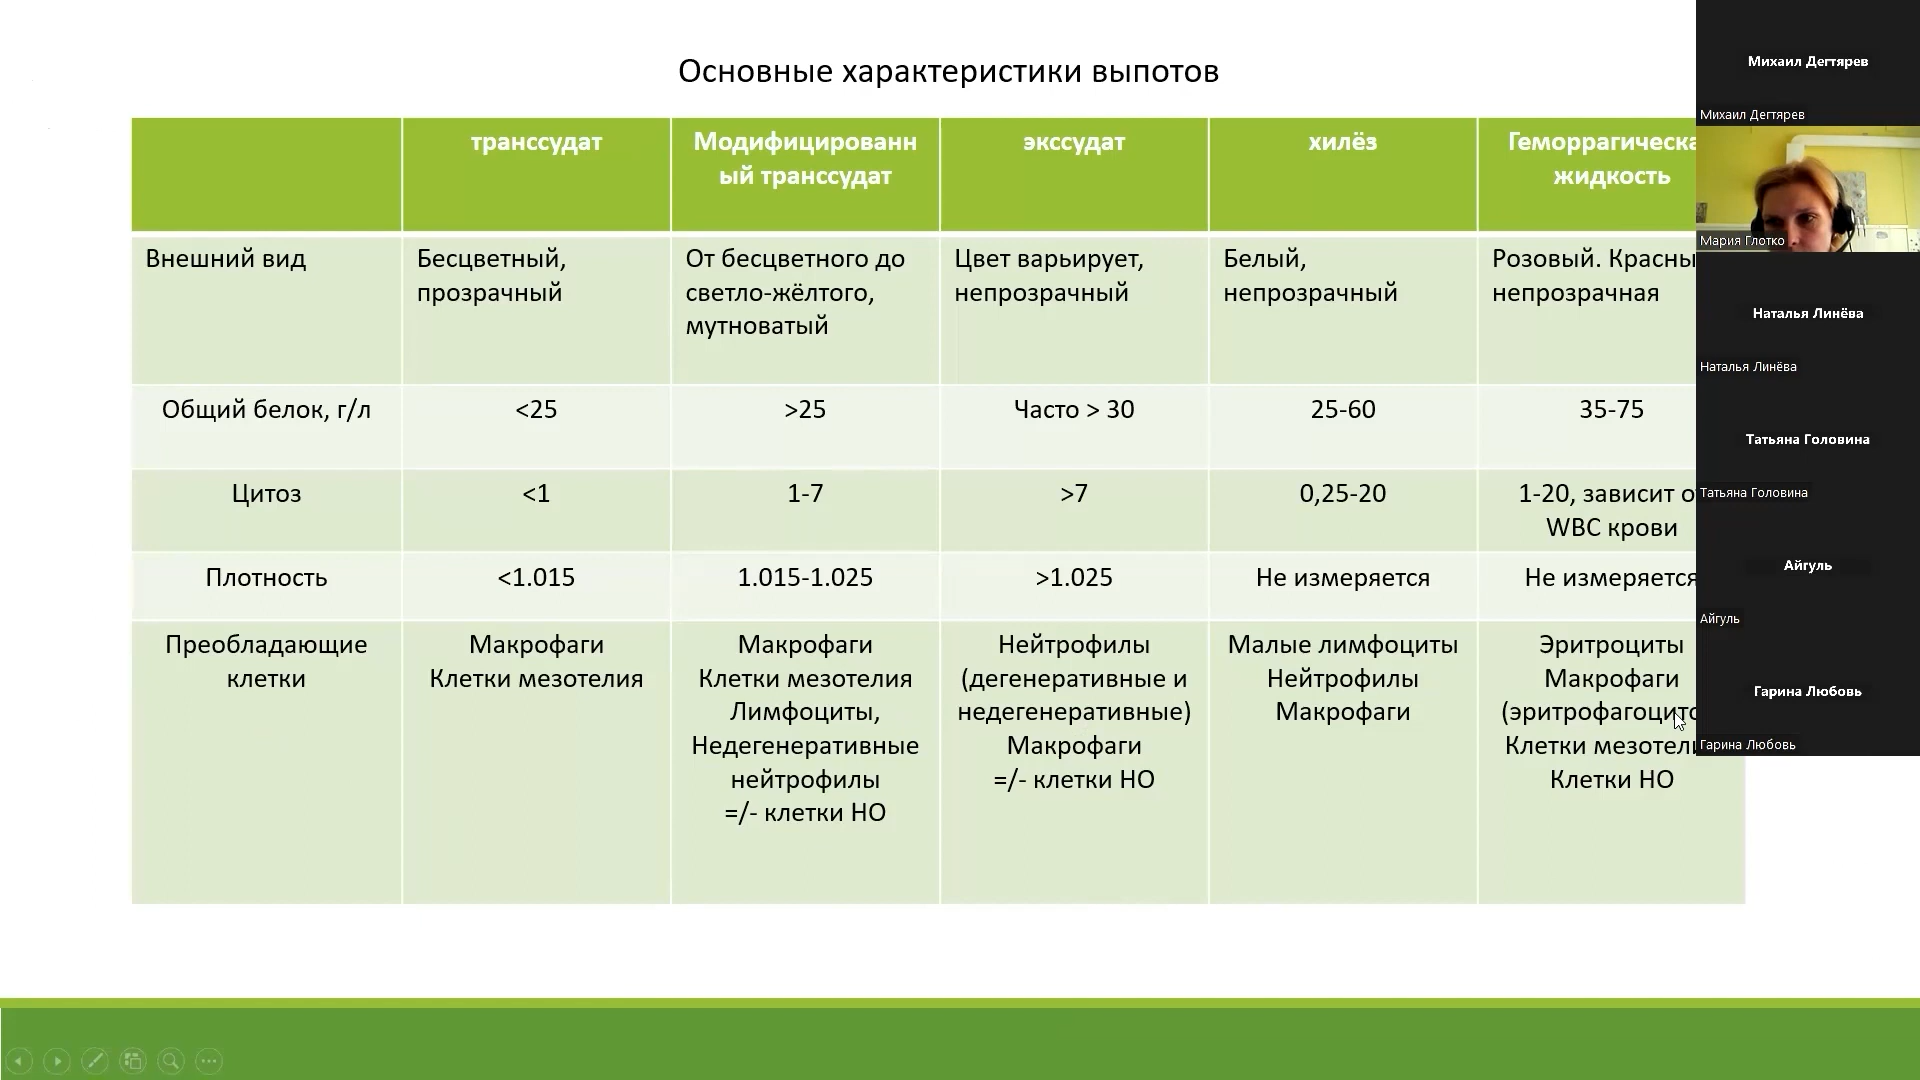 Основные характеристики выпотов
транссудат
Модифицированн
ый транссудат
экссудат
хилёз
Геморрагическа
жидкость
Внешний вид
Бесцветный,
прозрачный
От бесцветного до
светло-жёлтого,
мутноватый
Цвет варьирует,
непрозрачный
Белый,
непрозрачный
Розовый. Красны
непрозрачная
Общий белок, г/л
<25
>25
Часто > 30
25-60
35-75
Цитоз
<1
1-7
>7
0,25-20
1-20, зависит о
WBC крови
Плотность
<1.015
1.015-1.025
>1.025
Не измеряется
Не измеряется
Преобладающие
клетки
Макрофаги
Клетки мезотелия
Макрофаги
Клетки мезотелия
Лимфоциты,
Недегенеративные
нейтрофилы
=/- клетки НО
Нейтрофилы
(дегенеративные и
недегенеративные)
Макрофаги
=/- клетки НО
Малые лимфоциты
Нейтрофилы
Макрофаги
Эритроциты
Макрофаги
(эритрофагоцито
Клетки мезотели
Клетки НО
Михаил Дегтярев
Михаил Дегтярев
Мария Глотко
Наталья Линёва
Наталья Линёва
Татьяна Головина
Татьяна Головина
Айгуль
Айгуль
Гарина Любовь
Гарина Любовь